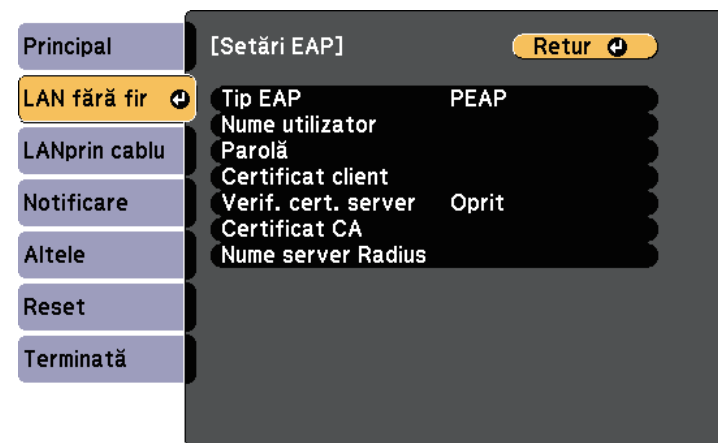 Principal
LAN fără fir
LANprin cablu
Notificare
Altele
Reset
Terminată
[Setări EAP]
Retur
Tip EAP PEAP
Nume utilizator
Parolă
Certificat client
Verif. cert. server Oprit
Certificat CA
Nume server Radius